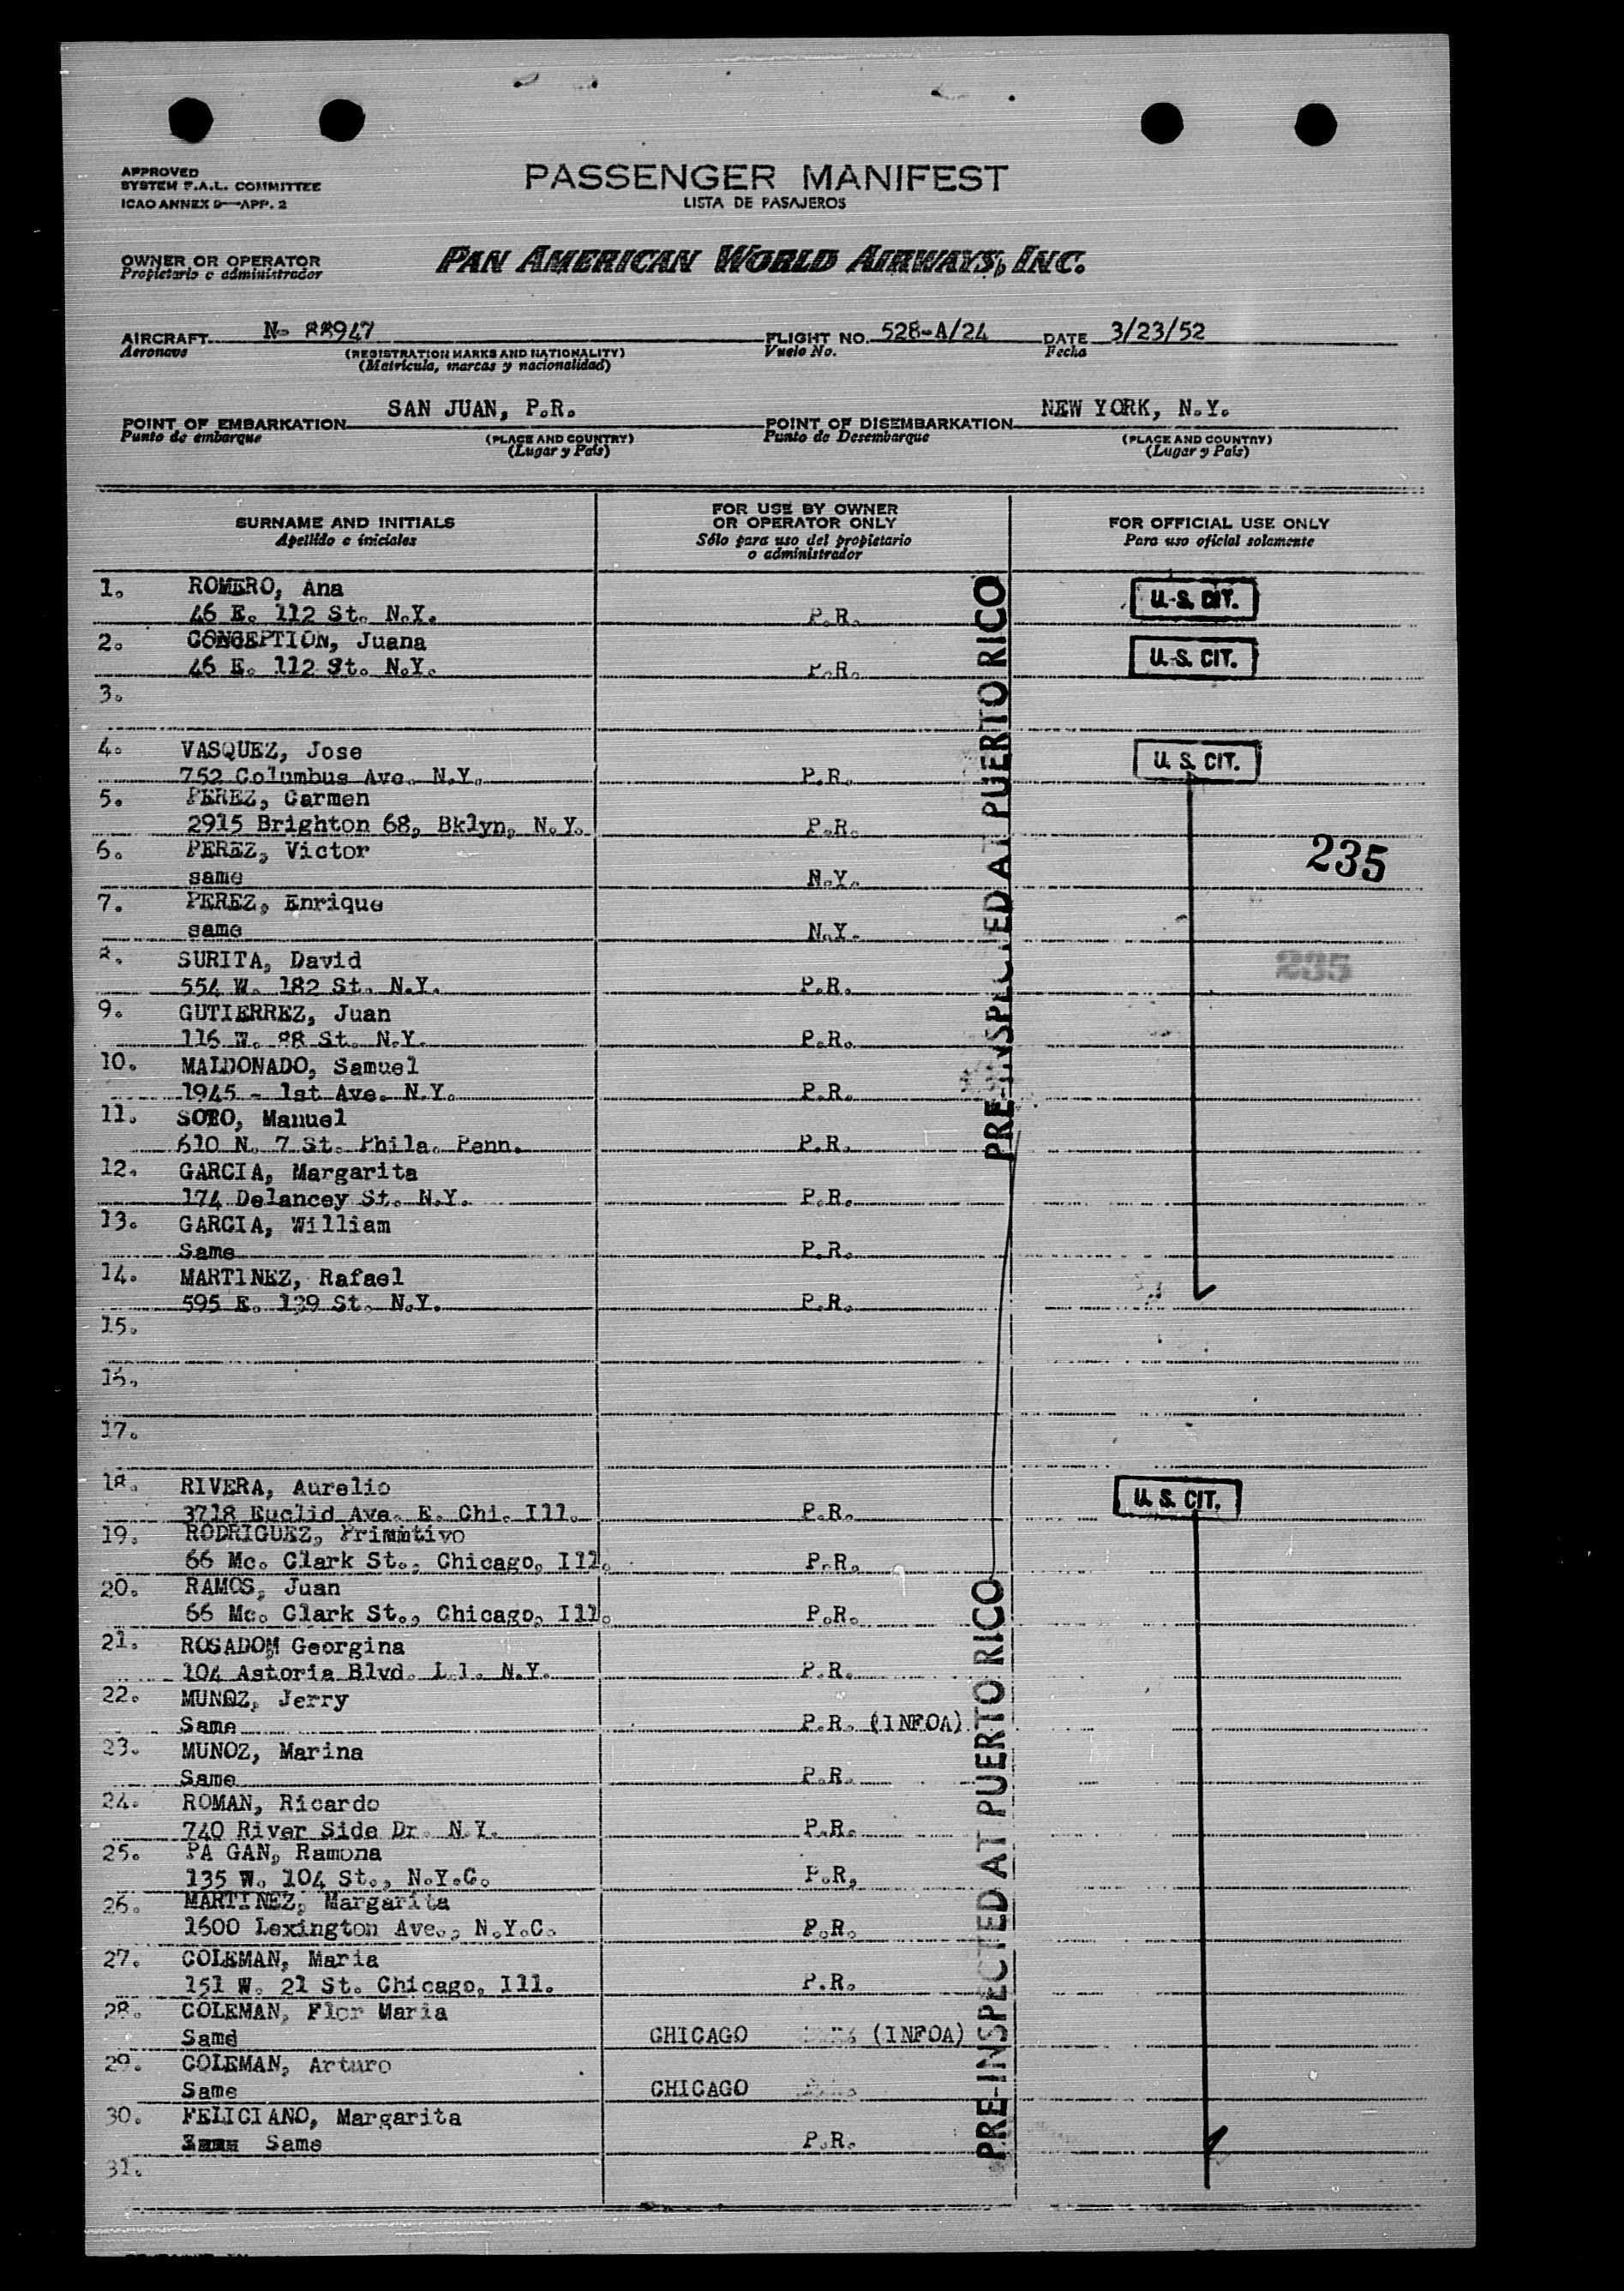 APPROVED
SYSTEM F.A.L. COMMITTEE
ICAO ANNEX 9—APP. 2
PASSENGER MANIFEST
LISTA DE PASAJEROS
OWNER OR OPERATOR
Propietario o administrador
PAN AMERICAN WORLD AIRWAYS, INC.
AIRCRAFT N- 88947 FLIGHT NO. 528-A/24 DATE 3/23/52
Aeronave (REGISTRATION MARKS AND NATIONALITY) Vuelo No. Fecha
(Matrícula, marcas y nacionalidad)
POINT OF EMBARKATION SAN JUAN, P.R. POINT OF DISEMBARKATION NEW YORK, N.Y.
Punto de embarque (PLACE AND COUNTRY) Punto de Desembarque (PLACE AND COUNTRY)
(Lugar y País) (Lugar y País)
SURNAME AND INITIALS
Apellido e iniciales
FOR USE BY OWNER
OR OPERATOR ONLY
Sólo para uso del propietario
o administrador
FOR OFFICIAL USE ONLY
Para uso oficial solamente
1. ROMERO, Ana U.S. CIT.
46 E. 112 St. N.Y. P.R.
2. CONCEPTION, Juana U.S. CIT.
46 E. 112 St. N.Y. P.R.
3.
4. VASQUEZ, Jose U.S. CIT.
752 Columbus Ave. N.Y. P.R.
5. PEREZ, Carmen
2915 Brighton 68, Bklyn, N.Y. P.R.
6. PEREZ, Victor 235
same N.Y.
7. PEREZ, Enrique
same N.Y.
8. SURITA, David 235
554 W. 182 St. N.Y. P.R.
9. GUTIERREZ, Juan
116 W. 88 St. N.Y. P.R.
10. MALDONADO, Samuel
1945 - 1st Ave. N.Y. P.R.
11. SOTO, Manuel
610 N. 7 St. Phila. Penn. P.R.
PRE-INSPECTED AT PUERTO RICO
12. GARCIA, Margarita
174 Delancey St. N.Y. P.R.
13. GARCIA, William
Same P.R.
14. MARTINEZ, Rafael
595 E. 139 St. N.Y. P.R.
15.
16.
17.
18. RIVERA, Aurelio U.S. CIT.
3718 Euclid Ave. E. Chi. Ill. P.R.
19. RODRIGUEZ, Primmtivo
66 Mc. Clark St., Chicago, Ill. P.R.
20. RAMOS, Juan
66 Mc. Clark St., Chicago, Ill. P.R.
21. ROSADOM Georgina
104 Astoria Blvd. L.I. N.Y. P.R.
22. MUNOZ, Jerry
Same P.R. (INFOA)
23. MUNOZ, Marina
Same P.R.
24. ROMAN, Ricardo
740 River Side Dr. N.Y. P.R.
25. PA GAN, Ramona
135 W. 104 St., N.Y.C. P.R,
26. MARTINEZ, Margarita
1600 Lexington Ave., N.Y.C. P.R.
27. COLEMAN, Maria
151 W. 21 St. Chicago, Ill. P.R.
28. COLEMAN, Flor Maria
Samd CHICAGO (INFOA)
29. COLEMAN, Arturo
Same CHICAGO
30. FELICIANO, Margarita
Same P.R.
PRE-INSPECTED AT PUERTO RICO
31.